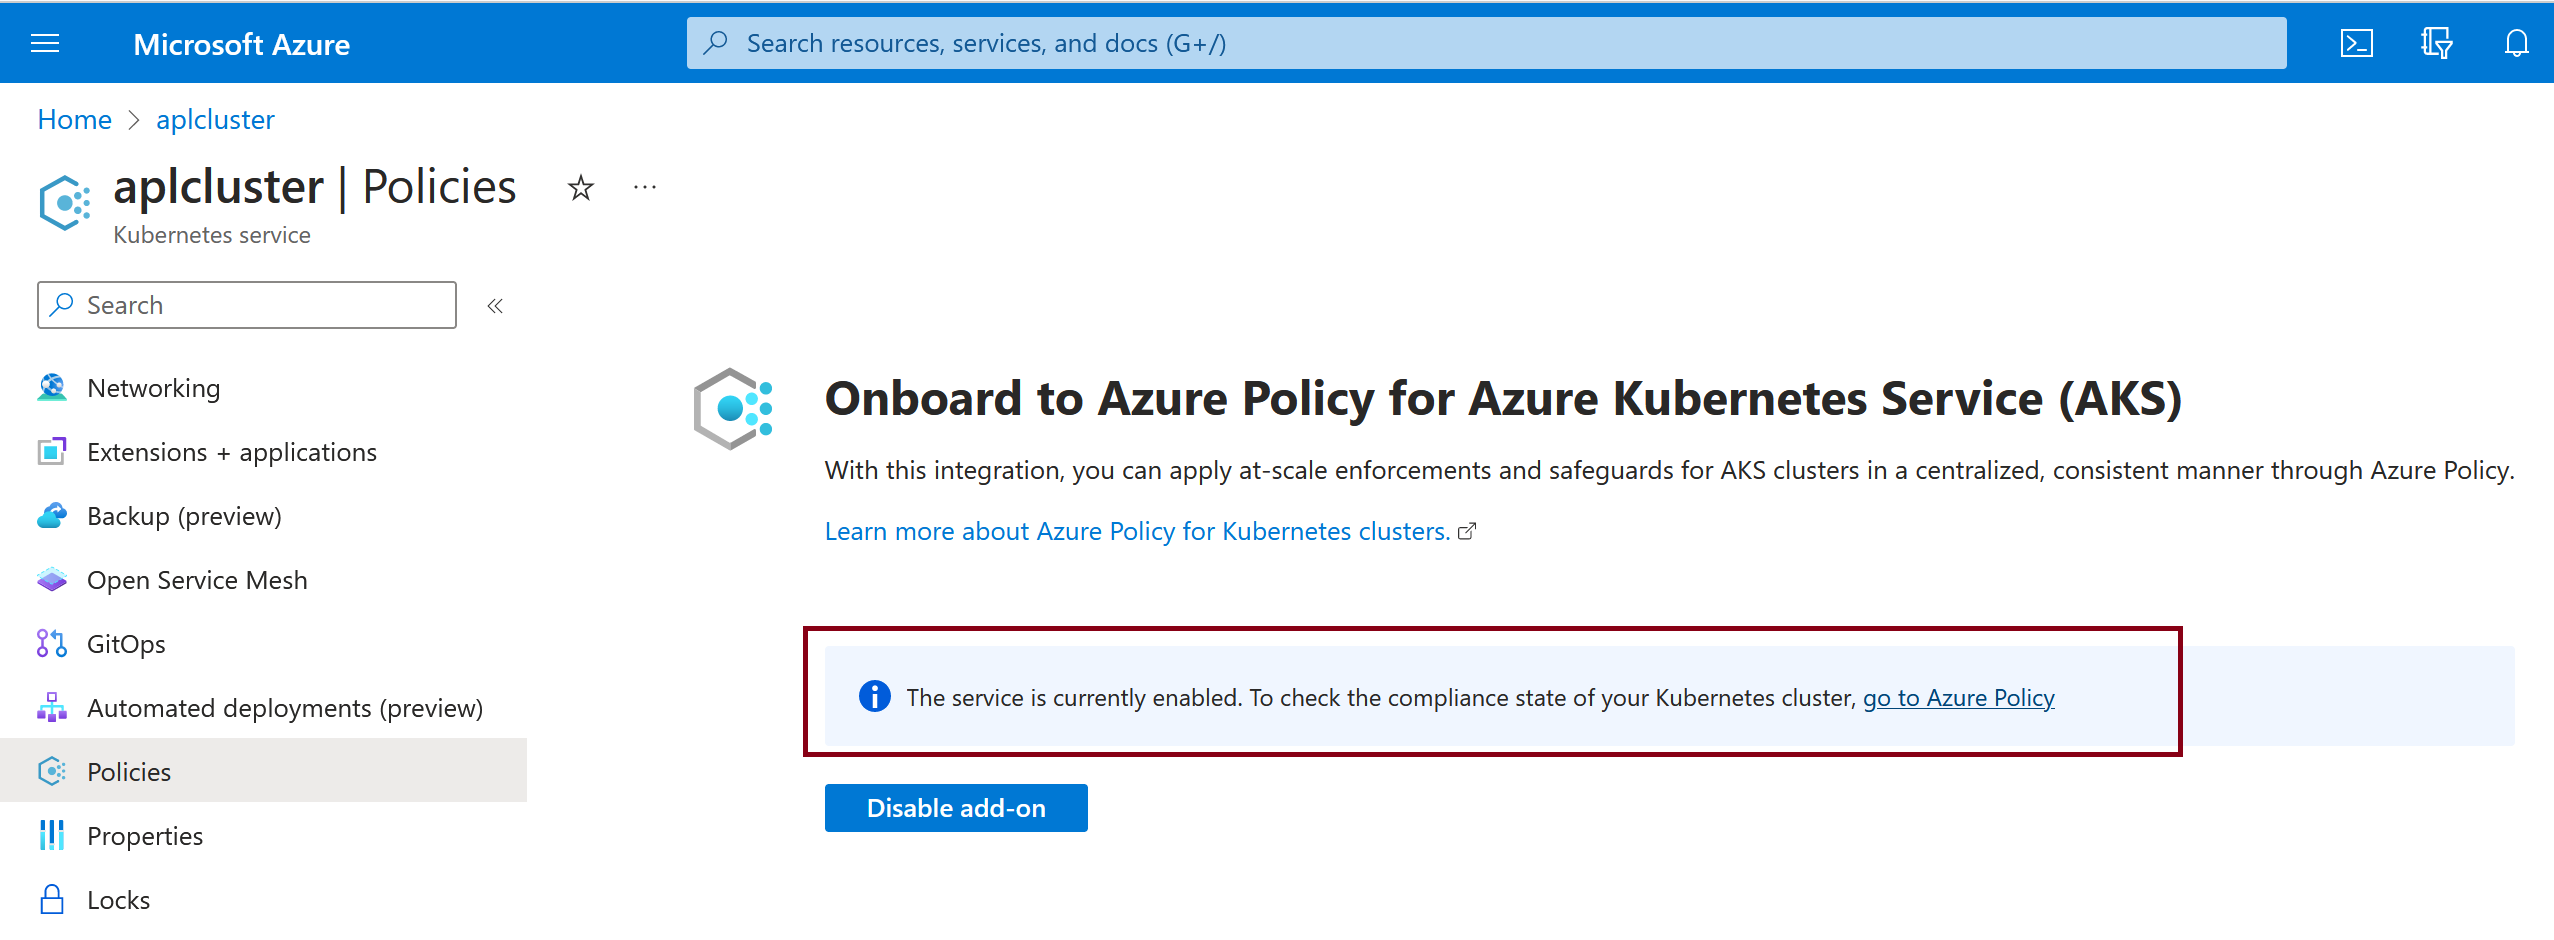 Microsoft Azure
Search resources, services, and docs (G+/)
Home > aplcluster
aplcluster | Policies
Kubernetes service
Search
Networking
Extensions + applications
Backup (preview)
Open Service Mesh
GitOps
Automated deployments (preview)
Policies
Properties
Locks
Onboard to Azure Policy for Azure Kubernetes Service (AKS)
With this integration, you can apply at-scale enforcements and safeguards for AKS clusters in a centralized, consistent manner through Azure Policy.
Learn more about Azure Policy for Kubernetes clusters.
The service is currently enabled. To check the compliance state of your Kubernetes cluster, go to Azure Policy
Disable add-on